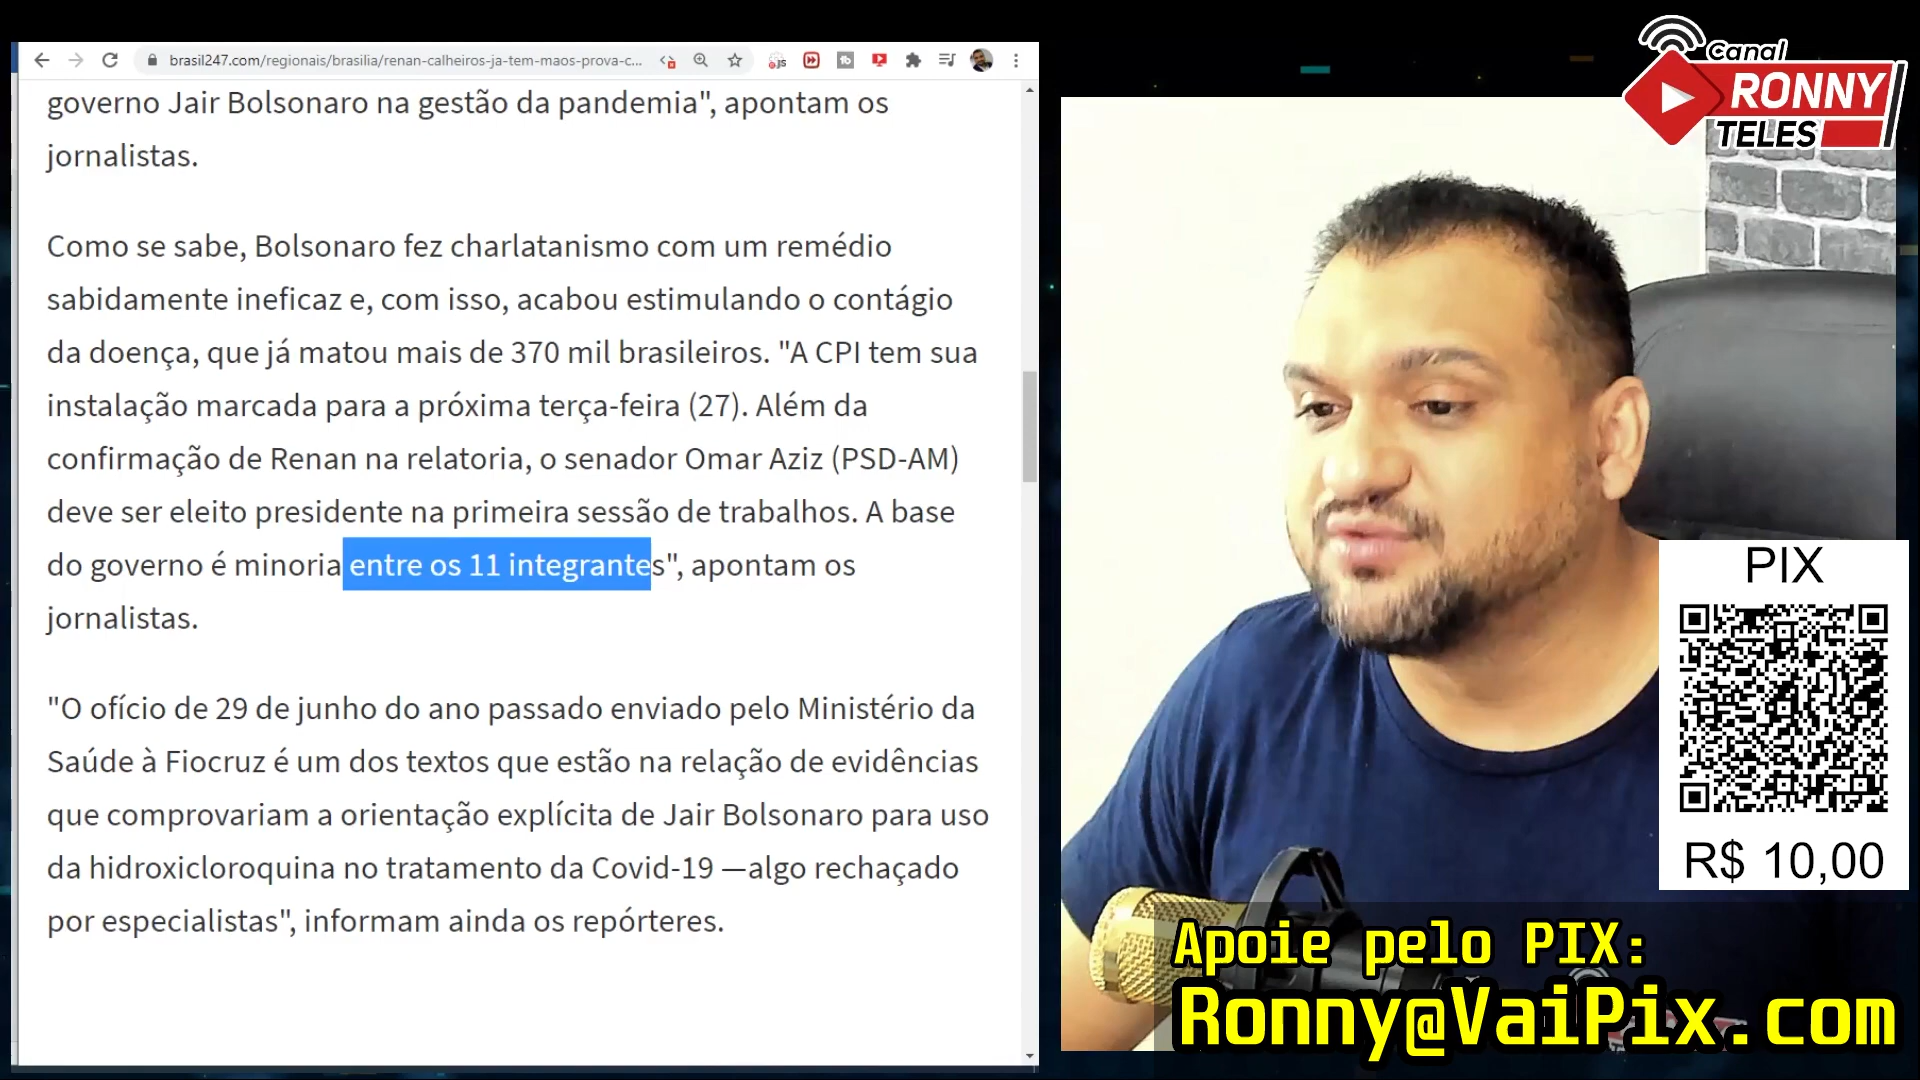 brasil247.com/regionais/brasilia/renan-calheiros-ja-tem-maos-prova-c...
governo Jair Bolsonaro na gestão da pandemia", apontam os
jornalistas.
Como se sabe, Bolsonaro fez charlatanismo com um remédio
sabidamente ineficaz e, com isso, acabou estimulando o contágio
da doença, que já matou mais de 370 mil brasileiros. "A CPI tem sua
instalação marcada para a próxima terça-feira (27). Além da
confirmação de Renan na relatoria, o senador Omar Aziz (PSD-AM)
deve ser eleito presidente na primeira sessão de trabalhos. A base
do governo é minoria entre os 11 integrantes", apontam os
jornalistas.
"O ofício de 29 de junho do ano passado enviado pelo Ministério da
Saúde à Fiocruz é um dos textos que estão na relação de evidências
que comprovariam a orientação explícita de Jair Bolsonaro para uso
da hidroxicloroquina no tratamento da Covid-19 —algo rechaçado
por especialistas", informam ainda os repórteres.
Canal
RONNY
TELES
PIX
R$ 10,00
Apoie pelo PIX:
Ronny@VaiPix.com